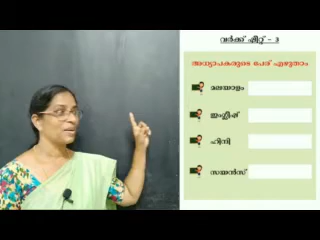 വർക്ക് ഷീറ്റ് - 3
അധ്യാപകരുടെ പേര് എഴുതാം
മലയാളം
ഇംഗ്ലീഷ്
ഹിന്ദി
സയൻസ്